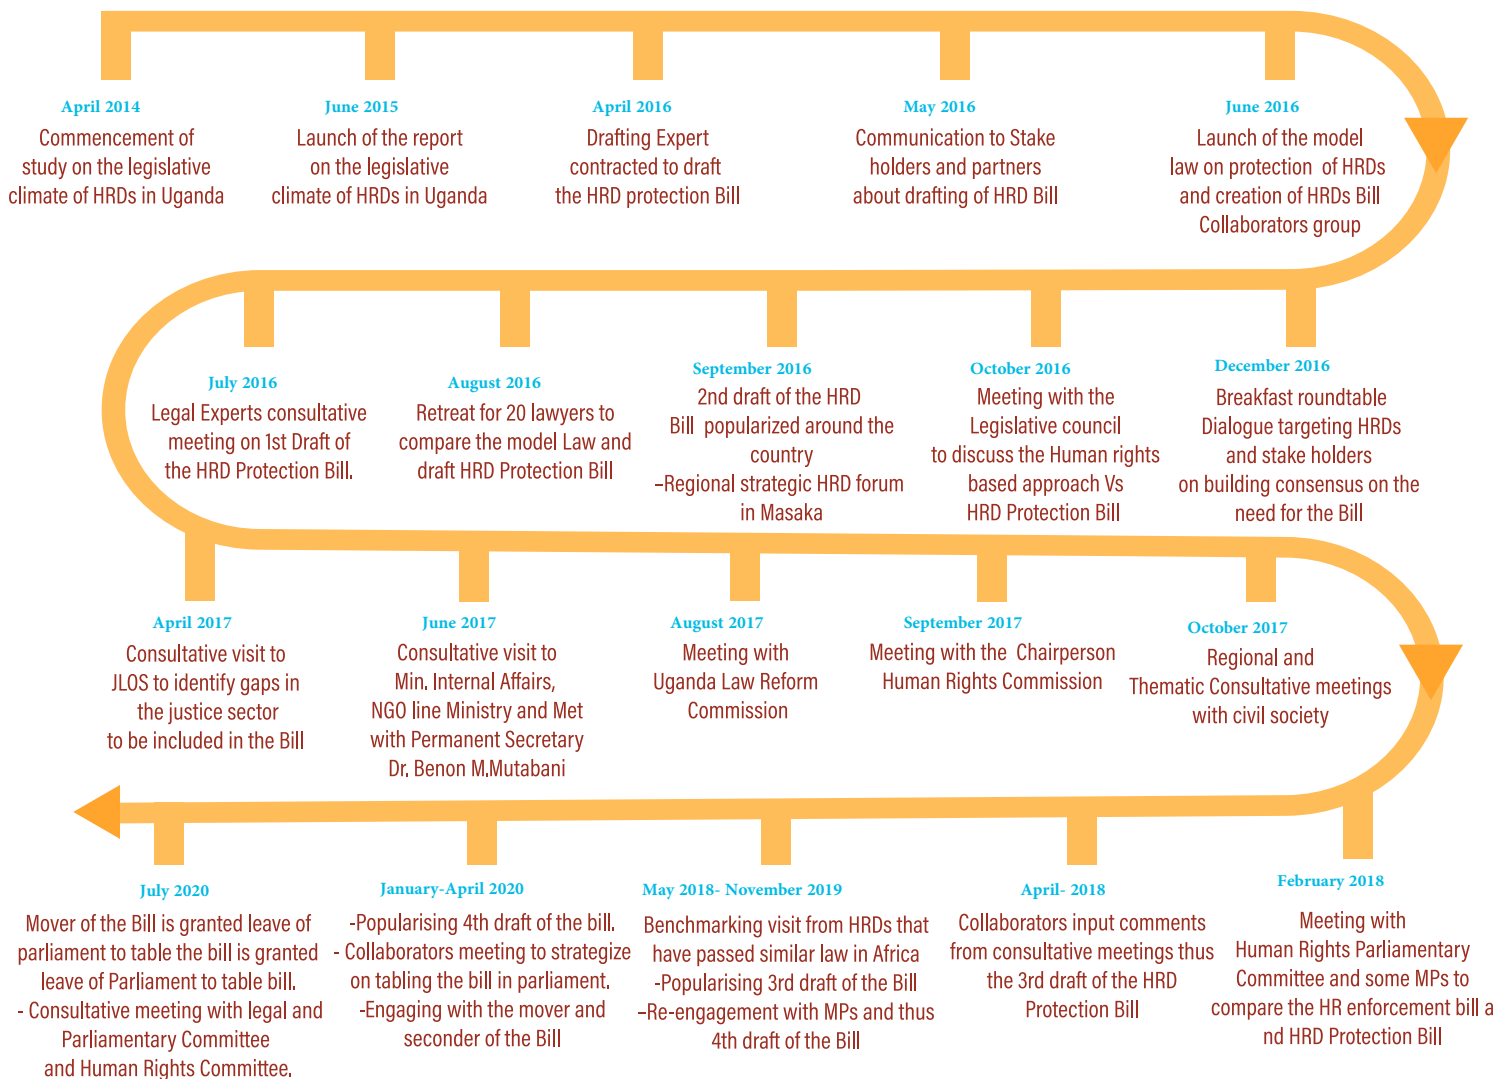 April 2014
Commencement of
study on the legislative
climate of HRDs in Uganda
June 2015
Launch of the report
on the legislative
climate of HRDs in Uganda
April 2016
Drafting Expert
contracted to draft
the HRD protection Bill
May 2016
Communication to Stake
holders and partners
about drafting of HRD Bill
June 2016
Launch of the model
law on protection of HRDs
and creation of HRDs Bill
Collaborators group
July 2016
Legal Experts consultative
meeting on 1st Draft of
the HRD Protection Bill.
August 2016
Retreat for 20 lawyers to
compare the model Law and
draft HRD Protection Bill
September 2016
2nd draft of the HRD
Bill popularized around the
country
–Regional strategic HRD forum
in Masaka
October 2016
Meeting with the
Legislative council
to discuss the Human rights
based approach Vs
HRD Protection Bill
December 2016
Breakfast roundtable
Dialogue targeting HRDs
and stake holders
on building consensus on the
need for the Bill
April 2017
Consultative visit to
JLOS to identify gaps in
the justice sector
to be included in the Bill
June 2017
Consultative visit to
Min. Internal Affairs,
NGO line Ministry and Met
with Permanent Secretary
Dr. Benon M.Mutabani
August 2017
Meeting with
Uganda Law Reform
Commission
September 2017
Meeting with the Chairperson
Human Rights Commission
October 2017
Regional and
Thematic Consultative meetings
with civil society
July 2020
Mover of the Bill is granted leave of
parliament to table the bill is granted
leave of Parliament to table bill.
- Consultative meeting with legal and
Parliamentary Committee
and Human Rights Committee.
January-April 2020
-Popularising 4th draft of the bill.
- Collaborators meeting to strategize
on tabling the bill in parliament.
-Engaging with the mover and
seconder of the Bill
May 2018- November 2019
Benchmarking visit from HRDs that
have passed similar law in Africa
-Popularising 3rd draft of the Bill
–Re-engagement with MPs and thus
4th draft of the Bill
April- 2018
Collaborators input comments
from consultative meetings thus
the 3rd draft of the HRD
Protection Bill
February 2018
Meeting with
Human Rights Parliamentary
Committee and some MPs to
compare the HR enforcement bill a
nd HRD Protection Bill